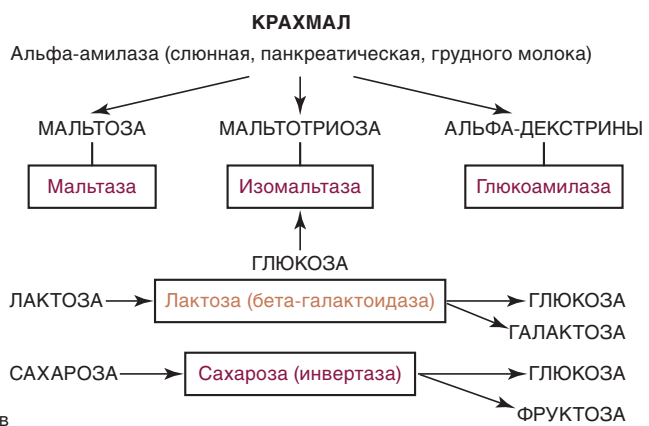 КРАХМАЛ
Альфа-амилаза (слюнная, панкреатическая, грудного молока)
МАЛЬТОЗА МАЛЬТОТРИОЗА АЛЬФА-ДЕКСТРИНЫ
Мальтаза Изомальтаза Глюкоамилаза
ГЛЮКОЗА
ЛАКТОЗА Лактоза (бета-галактоидаза) ГЛЮКОЗА
ГАЛАКТОЗА
САХАРОЗА Сахароза (инвертаза) ГЛЮКОЗА
ФРУКТОЗА
в